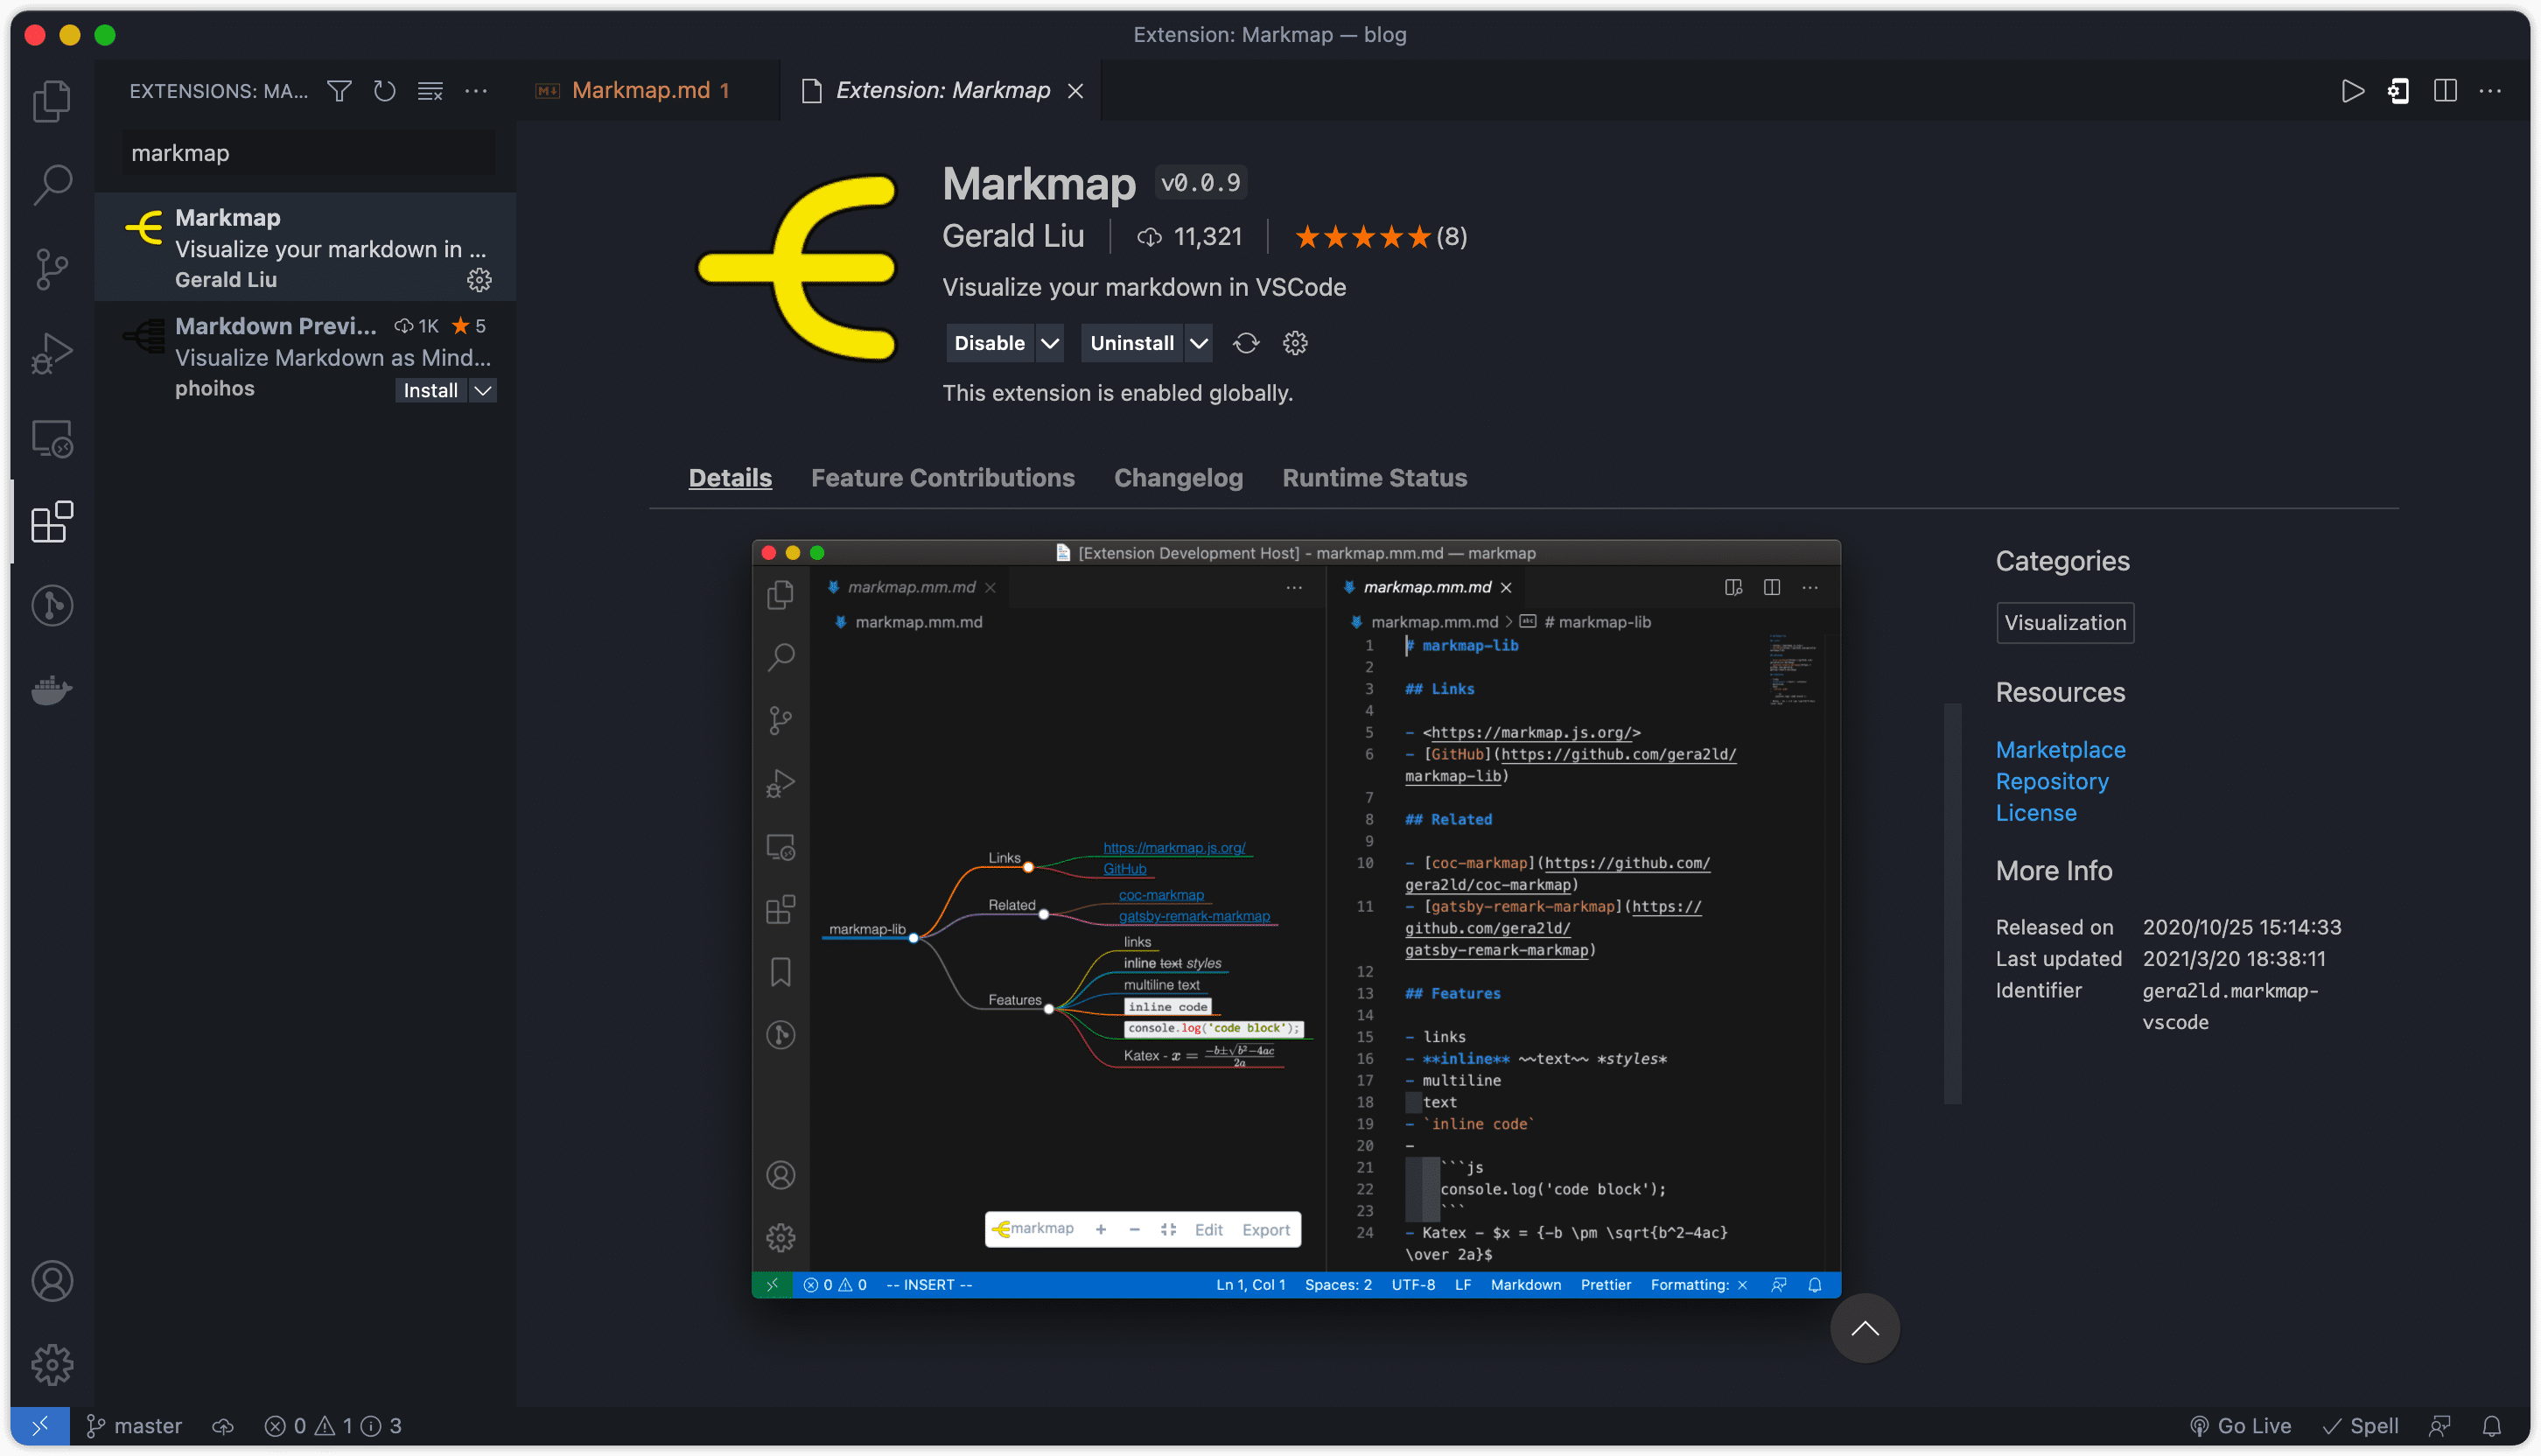 Extension: Markmap — blog
EXTENSIONS: MA...
markmap
Markmap
Visualize your markdown in ...
Gerald Liu
Markdown Previ... 1K 5
Visualize Markdown as Mind...
phoihos Install
Markmap.md 1
Extension: Markmap
Markmap v0.0.9
Gerald Liu 11,321 (8)
Visualize your markdown in VSCode
Disable Uninstall
This extension is enabled globally.
Details Feature Contributions Changelog Runtime Status
[Extension Development Host] - markmap.mm.md — markmap
markmap.mm.md
markmap.mm.md
markmap-lib
Links
https://markmap.js.org/
GitHub
Related
coc-markmap
gatsby-remark-markmap
Features
links
inline text styles
multiline text
inline code
console.log('code block');
Katex - x = −b±√b²−4ac
2a
markmap + − Edit Export
markmap.mm.md
markmap.mm.md > # markmap-lib
1 # markmap-lib
2
3 ## Links
4
5 - <https://markmap.js.org/>
6 - [GitHub](https://github.com/gera2ld/
markmap-lib)
7
8 ## Related
9
10 - [coc-markmap](https://github.com/
gera2ld/coc-markmap)
11 - [gatsby-remark-markmap](https://
github.com/gera2ld/
gatsby-remark-markmap)
12
13 ## Features
14
15 - links
16 - **inline** ~~text~~ *styles*
17 - multiline
18 text
19 - `inline code`
20 -
21 ```js
22 console.log('code block');
23 ```
24 - Katex - $x = {-b \pm \sqrt{b^2-4ac}
\over 2a}$
0 0 -- INSERT -- Ln 1, Col 1 Spaces: 2 UTF-8 LF Markdown Prettier Formatting: ×
Categories
Visualization
Resources
Marketplace
Repository
License
More Info
Released on 2020/10/25 15:14:33
Last updated 2021/3/20 18:38:11
Identifier gera2ld.markmap-
vscode
master 0 1 3 Go Live Spell